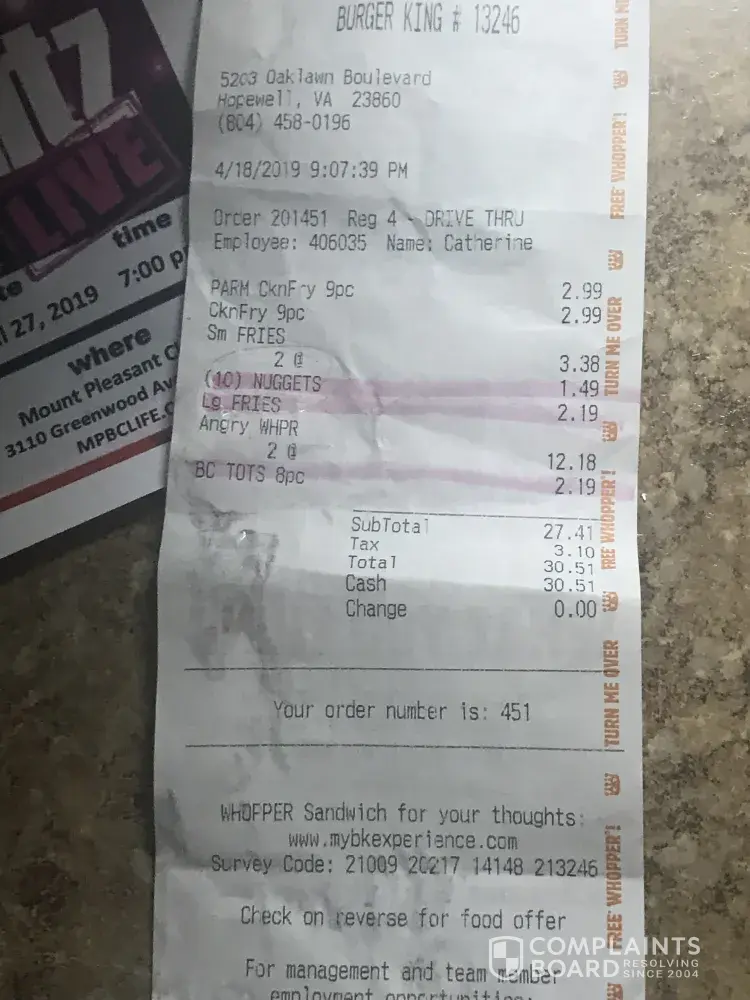 BURGER KING # 13246
5203 Oaklawn Boulevard
Hopewell, VA 23860
(804) 458-0196
4/18/2019 9:07:39 PM
Order 201451 Reg 4 - DRIVE THRU
Employee: 406035 Name: Catherine
PARM CknFry 9pc 2.99
CknFry 9pc 2.99
Sm FRIES
2 @ 3.38
(10) NUGGETS 1.49
Lg FRIES 2.19
Angry WHPR
2 @ 12.18
BC TOTS 8pc 2.19
SubTotal 27.41
Tax 3.10
Total 30.51
Cash 30.51
Change 0.00
Your order number is: 451
WHOPPER Sandwich for your thoughts:
www.mybkexperience.com
Survey Code: 21009 20217 14148 213246
Check on reverse for food offer
For management and team member
employment opportunities:
TURN ME
FREE WHOPPER!
TURN ME OVER
FREE WHOPPER!
TURN ME OVER
FREE WHOPPER!
LIVE
time
27, 2019 7:00 p
where
Mount Pleasant
3110 Greenwood Av
MPBCLIFE.
COMPLAINTS
BOARD RESOLVING
SINCE 2004